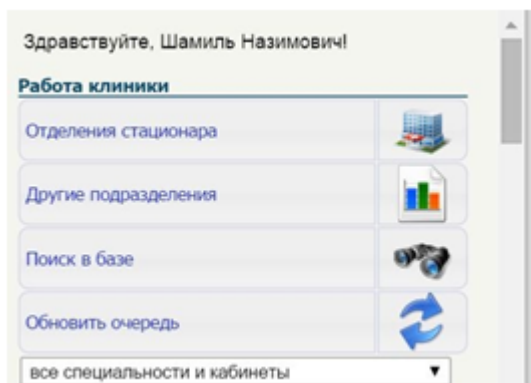 Здравствуйте, Шамиль Назимович!
Работа клиники
Отделения стационара
Другие подразделения
Поиск в базе
Обновить очередь
все специальности и кабинеты